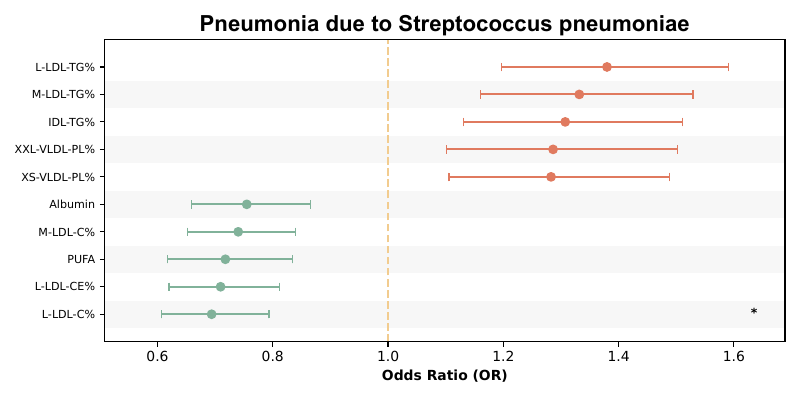 Pneumonia due to Streptococcus pneumoniae
L-LDL-TG%
M-LDL-TG%
IDL-TG%
XXL-VLDL-PL%
XS-VLDL-PL%
Albumin
M-LDL-C%
PUFA
L-LDL-CE%
L-LDL-C%
*
0.6 0.8 1.0 1.2 1.4 1.6
Odds Ratio (OR)